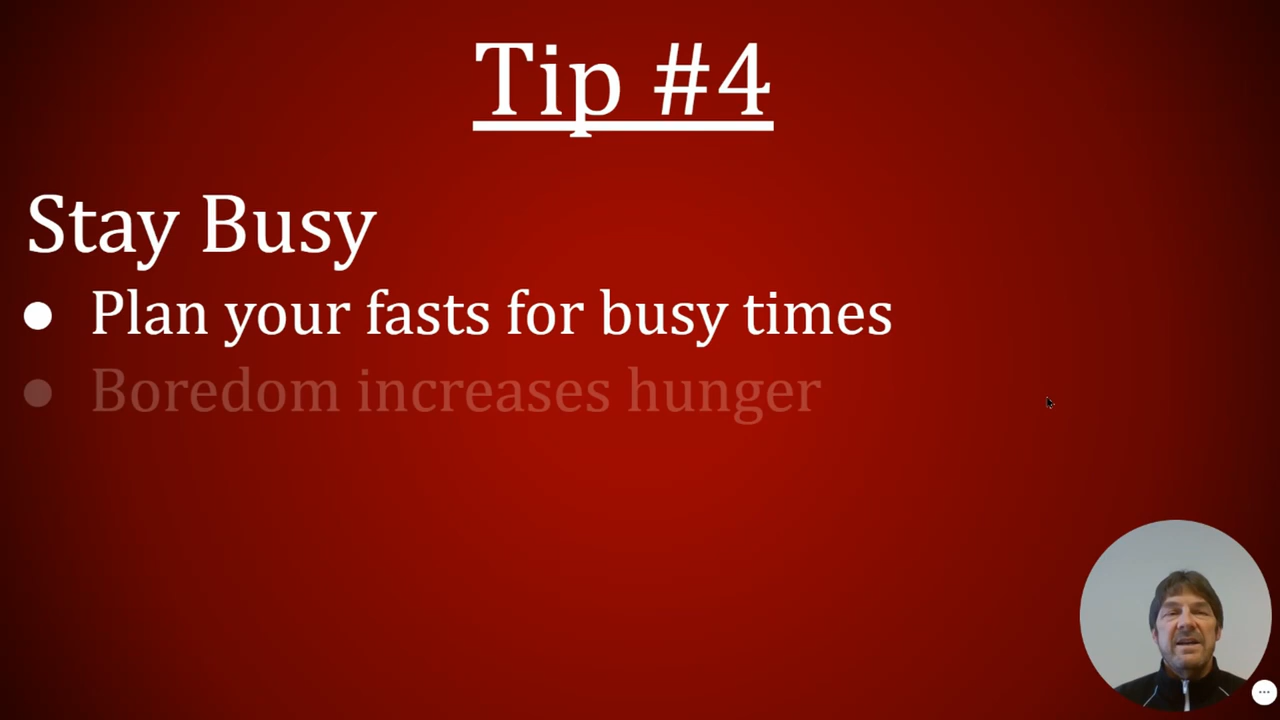 Tip #4
Stay Busy
● Plan your fasts for busy times
● Boredom increases hunger